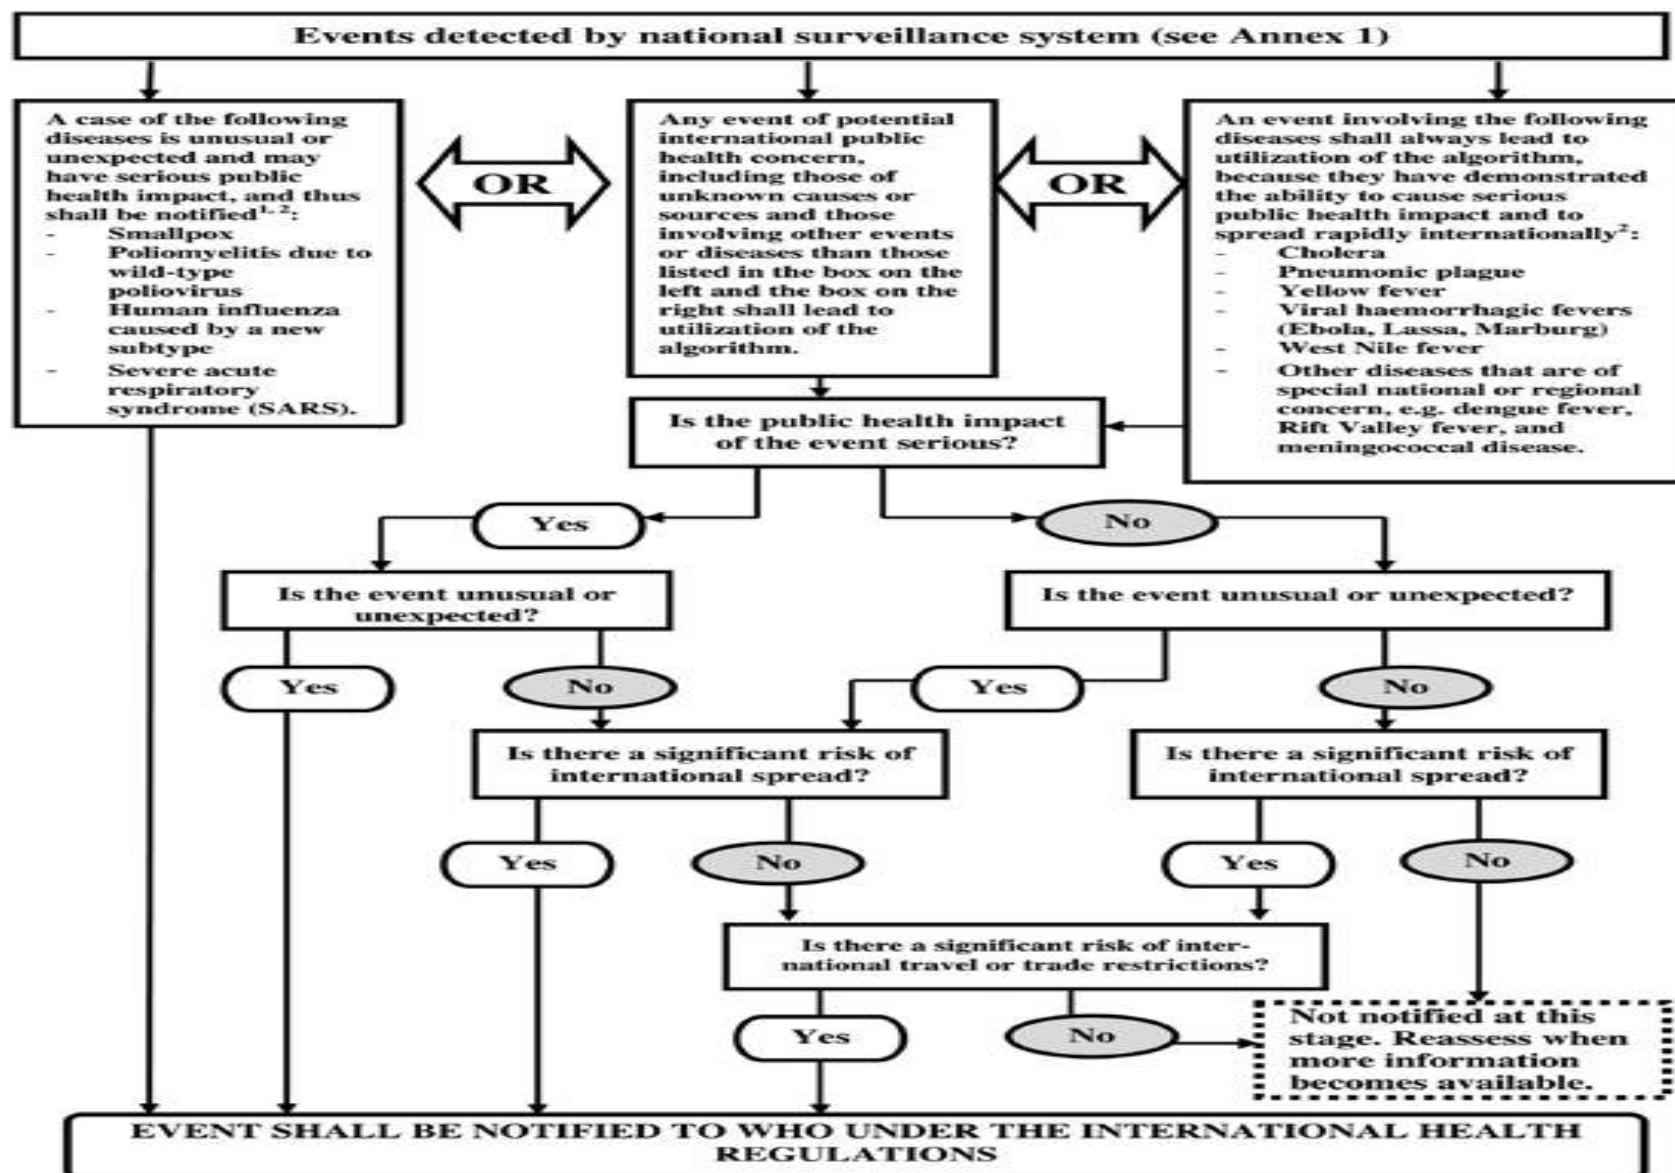 Events detected by national surveillance system (see Annex 1)
A case of the following
diseases is unusual or
unexpected and may
have serious public
health impact, and thus
shall be notified¹,²:
- Smallpox
- Poliomyelitis due to
wild-type
poliovirus
- Human influenza
caused by a new
subtype
- Severe acute
respiratory
syndrome (SARS).
OR
Any event of potential
international public
health concern,
including those of
unknown causes or
sources and those
involving other events
or diseases than those
listed in the box on the
left and the box on the
right shall lead to
utilization of the
algorithm.
OR
An event involving the following
diseases shall always lead to
utilization of the algorithm,
because they have demonstrated
the ability to cause serious
public health impact and to
spread rapidly internationally²:
- Cholera
- Pneumonic plague
- Yellow fever
- Viral haemorrhagic fevers
(Ebola, Lassa, Marburg)
- West Nile fever
- Other diseases that are of
special national or regional
concern, e.g. dengue fever,
Rift Valley fever, and
meningococcal disease.
Is the public health impact
of the event serious?
Yes
No
Is the event unusual or
unexpected?
Is the event unusual or unexpected?
Yes
No
Yes
No
Is there a significant risk of
international spread?
Is there a significant risk of
international spread?
Yes
No
Yes
No
Is there a significant risk of inter-
national travel or trade restrictions?
Yes
No
Not notified at this
stage. Reassess when
more information
becomes available.
EVENT SHALL BE NOTIFIED TO WHO UNDER THE INTERNATIONAL HEALTH
REGULATIONS